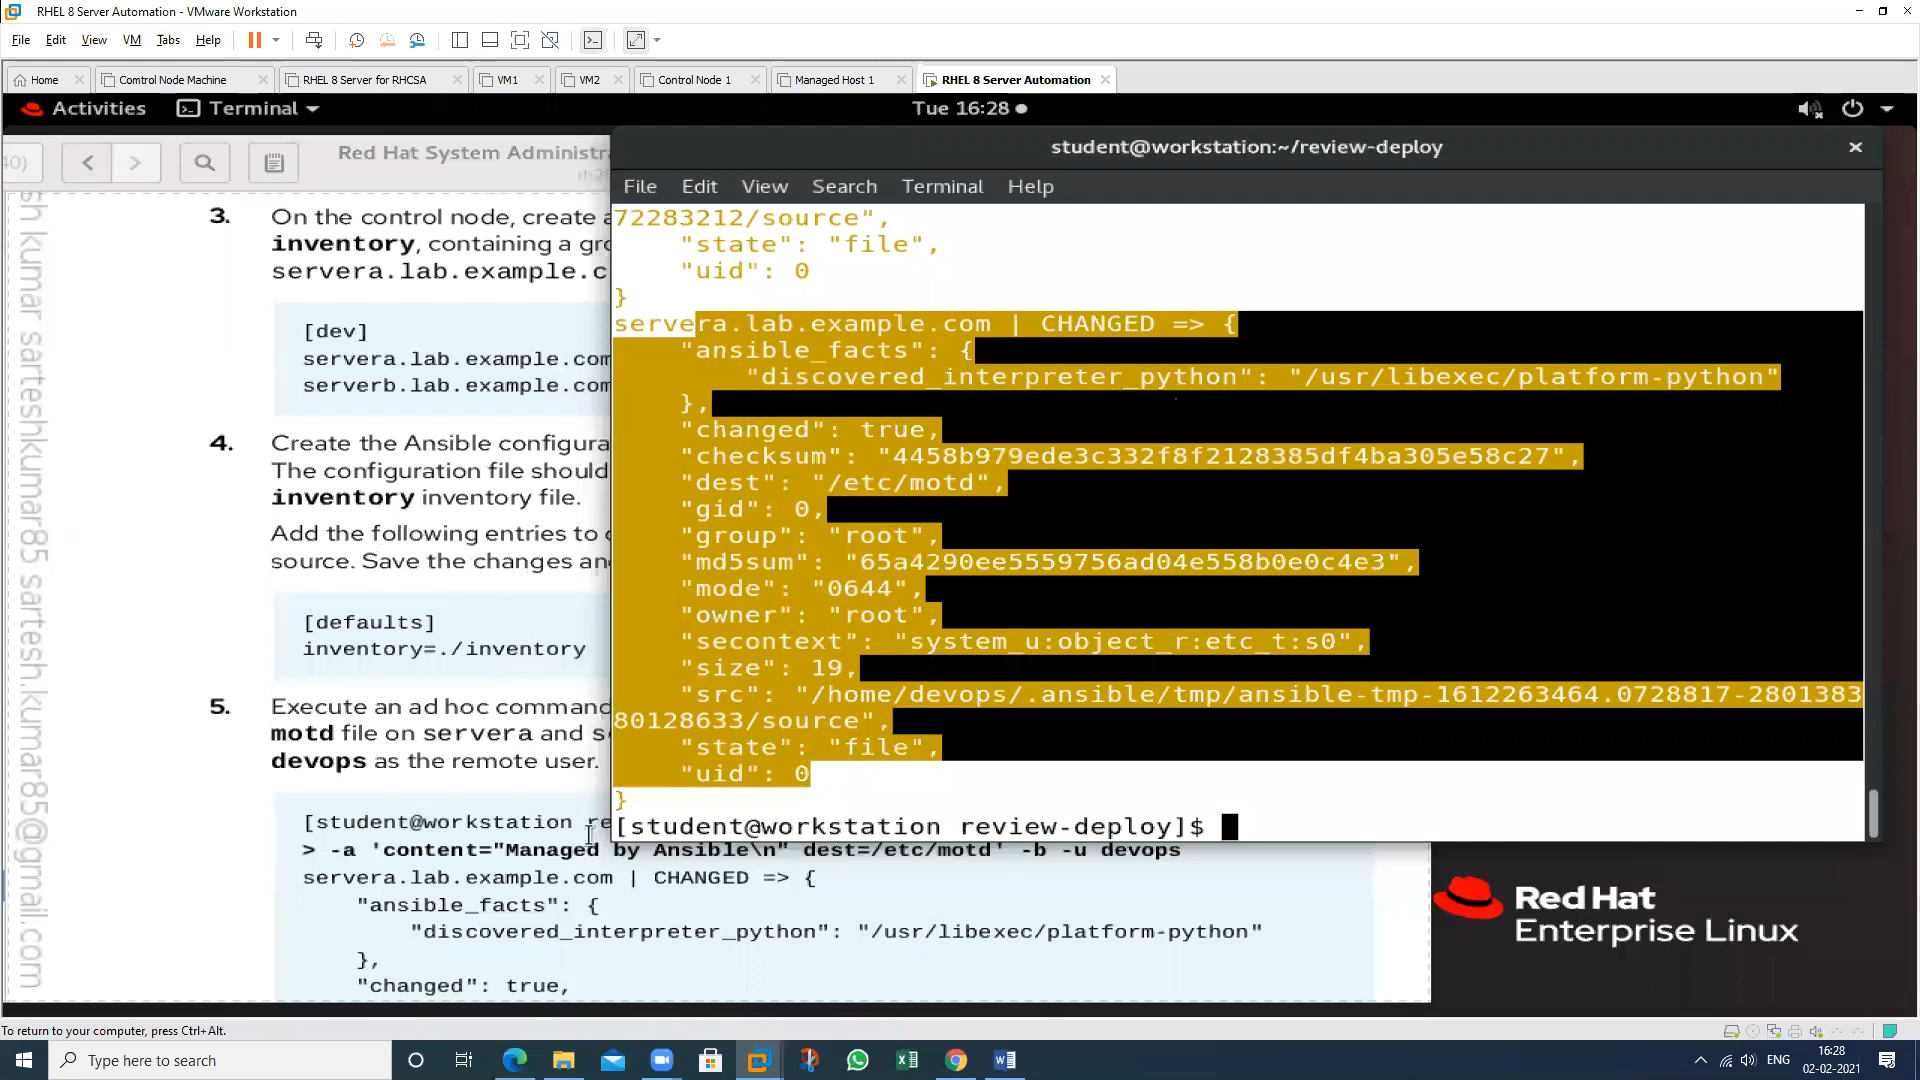 RHEL 8 Server Automation - VMware Workstation
File Edit View VM Tabs Help
Home
Comtrol Node Machine
RHEL 8 Server for RHCSA
VM1
VM2
Control Node 1
Managed Host 1
RHEL 8 Server Automation
Activities Terminal Tue 16:28
40)
Red Hat System Administra
student@workstation:~/review-deploy
File Edit View Search Terminal Help
sh kumar sarteshkumar85 sartesh.kumar85@gmail.com
3. On the control node, create a
inventory, containing a gro
servera.lab.example.c
[dev]
servera.lab.example.com
serverb.lab.example.com
4. Create the Ansible configura
The configuration file should
inventory inventory file.
Add the following entries to c
source. Save the changes an
[defaults]
inventory=./inventory
5. Execute an ad hoc command
motd file on servera and se
devops as the remote user.
[student@workstation re
> -a 'content="Managed by Ansible\n" dest=/etc/motd' -b -u devops
servera.lab.example.com | CHANGED => {
"ansible_facts": {
"discovered_interpreter_python": "/usr/libexec/platform-python"
},
"changed": true,
72283212/source",
"state": "file",
"uid": 0
}
servera.lab.example.com | CHANGED => {
"ansible_facts": {
"discovered_interpreter_python": "/usr/libexec/platform-python"
},
"changed": true,
"checksum": "4458b979ede3c332f8f2128385df4ba305e58c27",
"dest": "/etc/motd",
"gid": 0,
"group": "root",
"md5sum": "65a4290ee5559756ad04e558b0e0c4e3",
"mode": "0644",
"owner": "root",
"secontext": "system_u:object_r:etc_t:s0",
"size": 19,
"src": "/home/devops/.ansible/tmp/ansible-tmp-1612263464.0728817-2801383
80128633/source",
"state": "file",
"uid": 0
}
[student@workstation review-deploy]$
Red Hat
Enterprise Linux
To return to your computer, press Ctrl+Alt.
Type here to search
ENG
16:28
02-02-2021